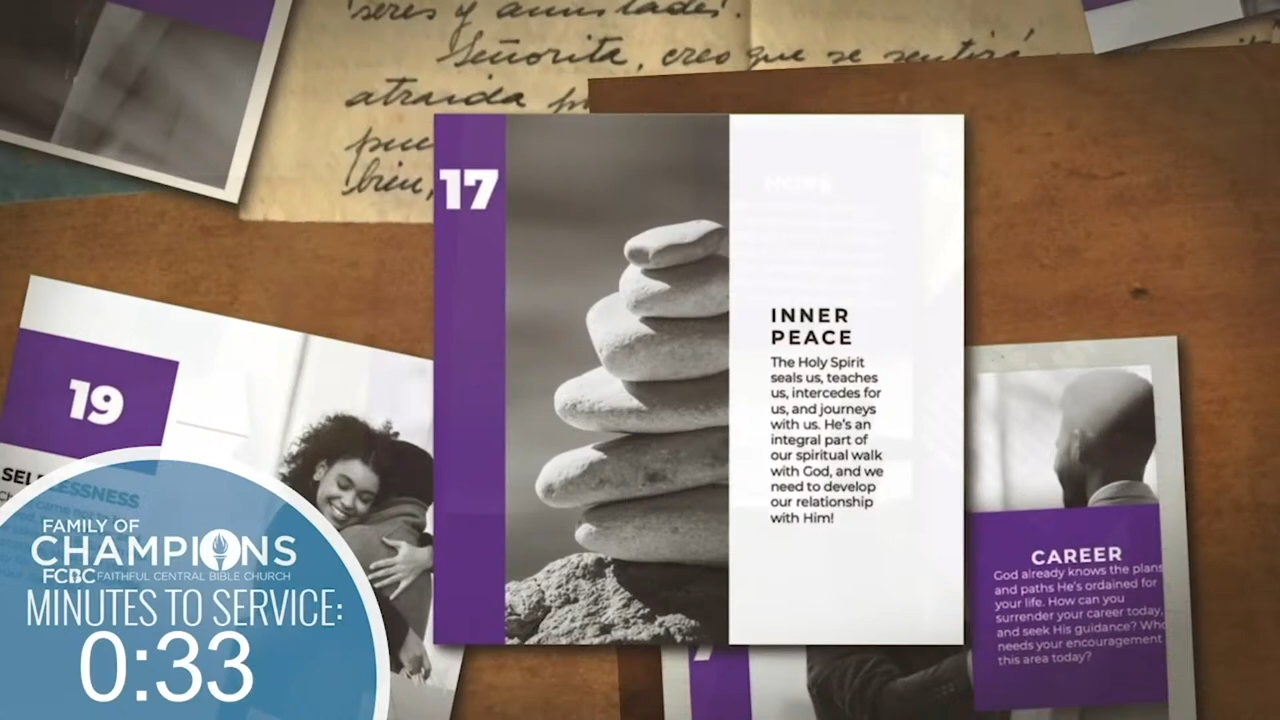 seres y amistades.
Señorita, creo que se sentirá
atraida
bien,
17
INNER
PEACE
The Holy Spirit
seals us, teaches
us, intercedes for
us, and journeys
with us. He's an
integral part of
our spiritual walk
with God, and we
need to develop
our relationship
with Him!
19
FAMILY OF
CHAMPIONS
FCBC FAITHFUL CENTRAL BIBLE CHURCH
MINUTES TO SERVICE:
0:33
CAREER
God already knows the plans
and paths He's ordained for
your life. How can you
surrender your career today,
and seek His guidance? Who
needs your encouragement
this area today?